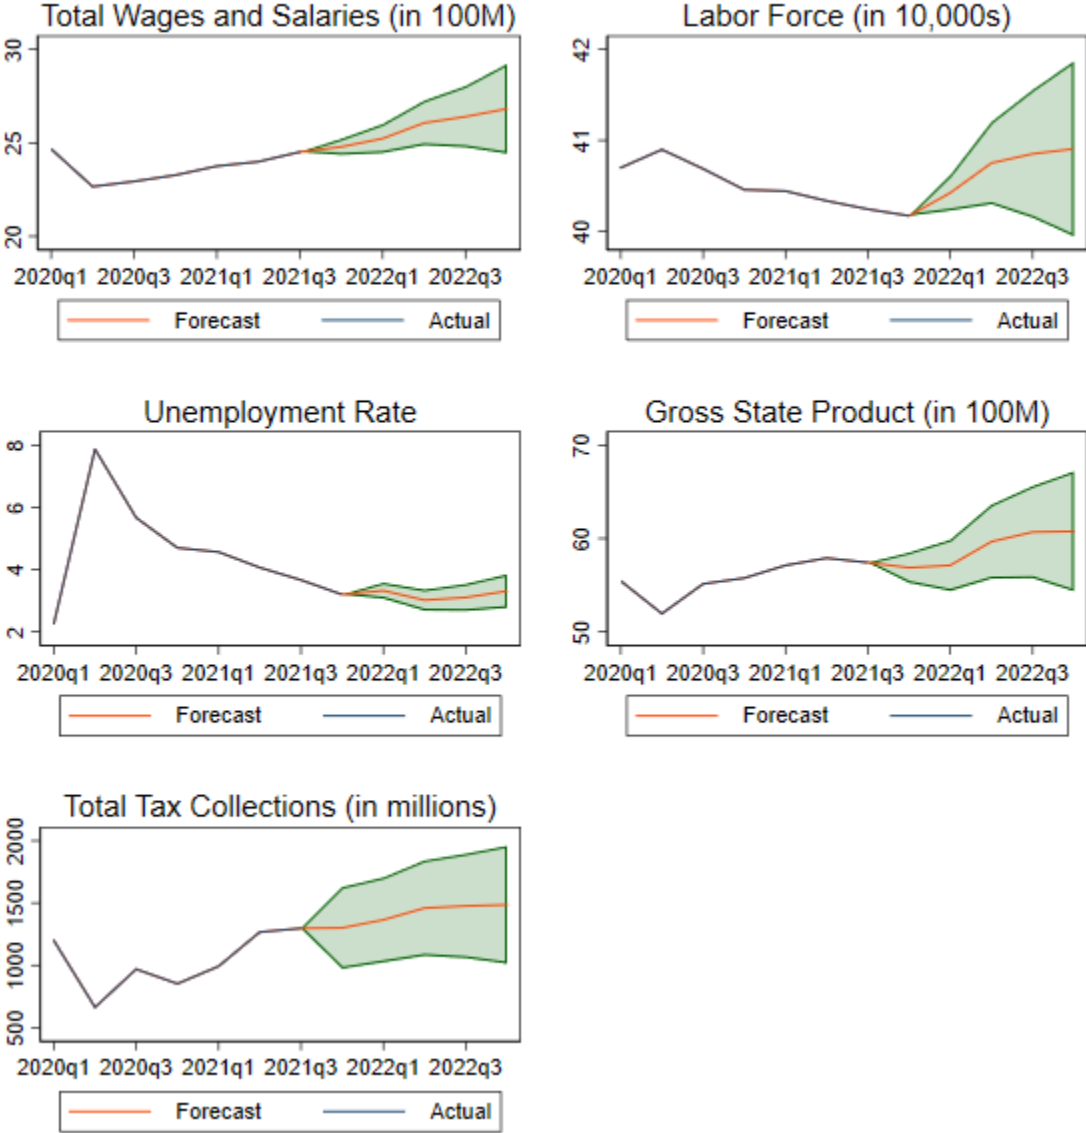 Total Wages and Salaries (in 100M)
30
25
20
2020q1 2020q3 2021q1 2021q3 2022q1 2022q3
Forecast Actual
Labor Force (in 10,000s)
42
41
40
2020q1 2020q3 2021q1 2021q3 2022q1 2022q3
Forecast Actual
Unemployment Rate
8
6
4
2
2020q1 2020q3 2021q1 2021q3 2022q1 2022q3
Forecast Actual
Gross State Product (in 100M)
70
60
50
2020q1 2020q3 2021q1 2021q3 2022q1 2022q3
Forecast Actual
Total Tax Collections (in millions)
2000
1500
1000
500
2020q1 2020q3 2021q1 2021q3 2022q1 2022q3
Forecast Actual